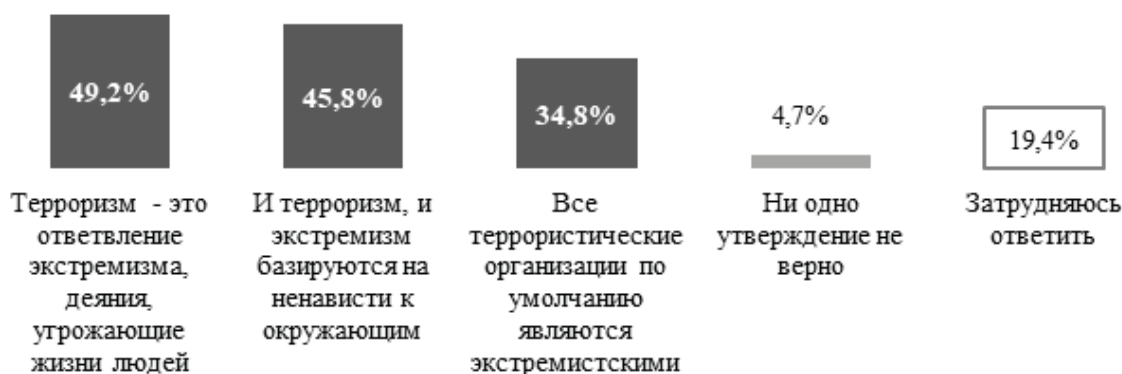 49,2%
45,8%
34,8%
4,7%
19,4%
Терроризм - это
ответвление
экстремизма,
деяния,
угрожающие
жизни людей
И терроризм, и
экстремизм
базируются на
ненависти к
окружающим
Все
террористические
организации по
умолчанию
являются
экстремистскими
Ни одно
утверждение не
верно
Затрудняюсь
ответить